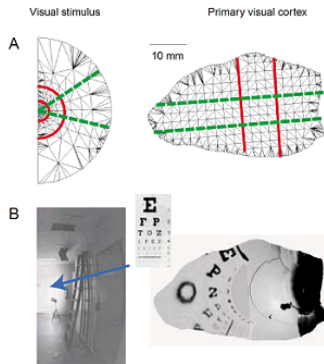 Visual stimulus
Primary visual cortex
A
10 mm
B
E
F P
T O Z
L P E D